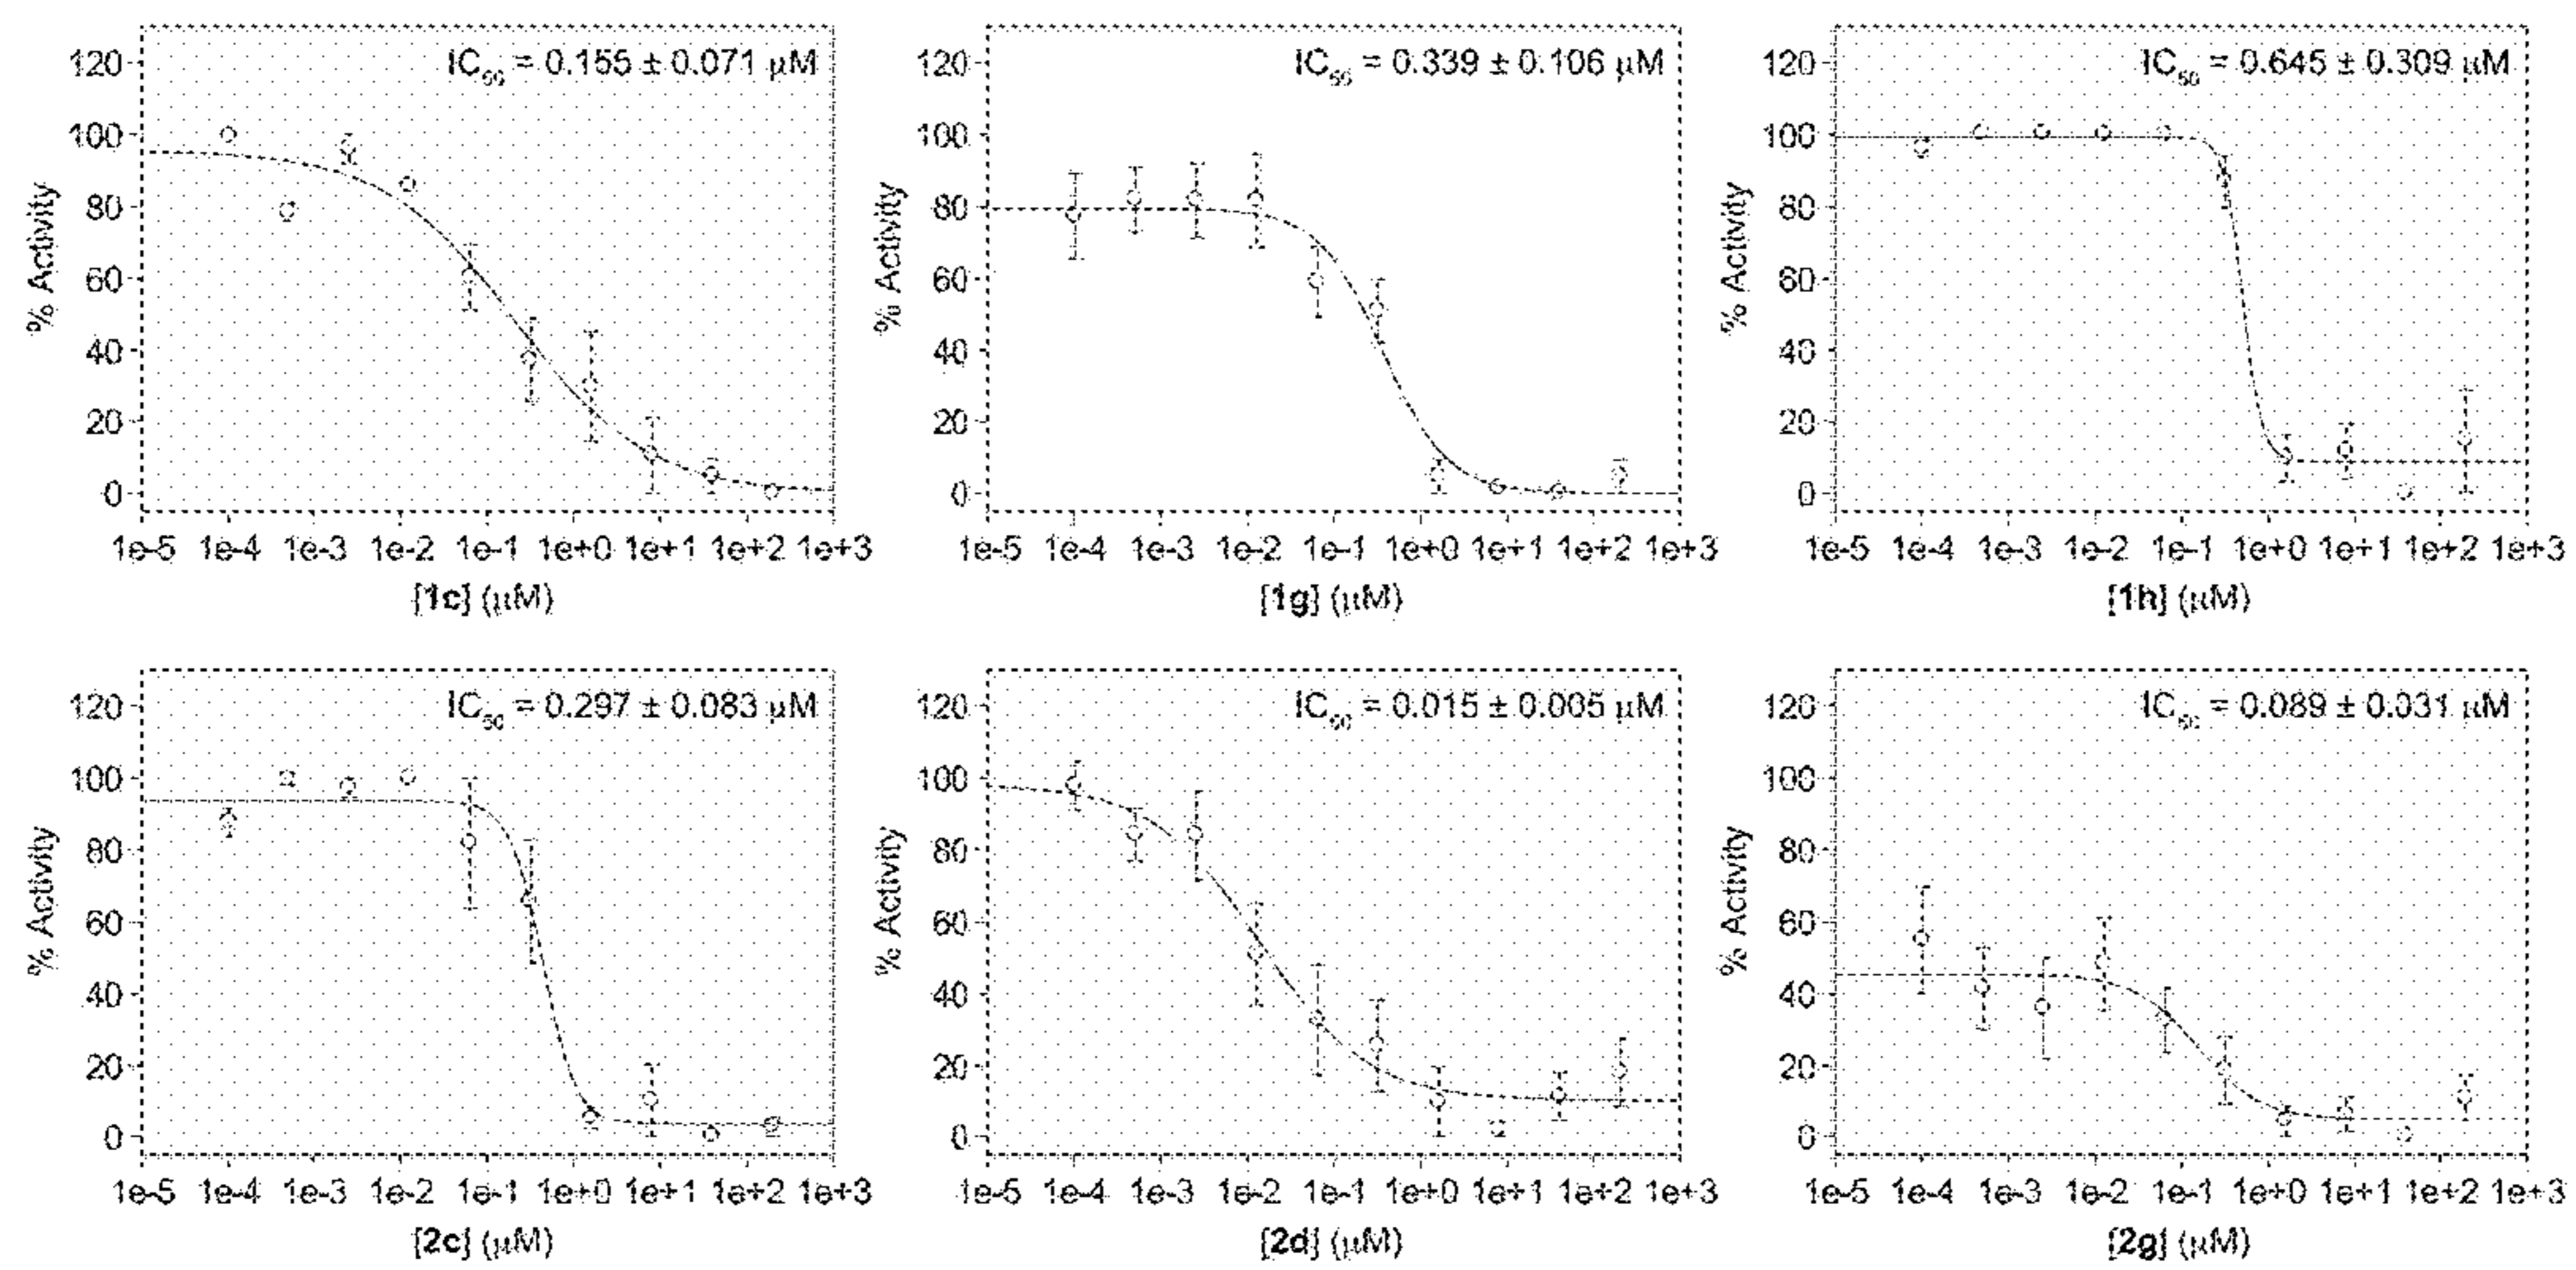 IC50 = 0.155 ± 0.071 µM
120
100
80
60
40
20
0
% Activity
1e-5 1e-4 1e-3 1e-2 1e-1 1e+0 1e+1 1e+2 1e+3
[1c] (µM)
IC50 = 0.339 ± 0.106 µM
120
100
80
60
40
20
0
% Activity
1e-5 1e-4 1e-3 1e-2 1e-1 1e+0 1e+1 1e+2 1e+3
[1g] (µM)
IC50 = 0.645 ± 0.309 µM
120
100
80
60
40
20
0
% Activity
1e-5 1e-4 1e-3 1e-2 1e-1 1e+0 1e+1 1e+2 1e+3
[1h] (µM)
IC50 = 0.297 ± 0.083 µM
120
100
80
60
40
20
0
% Activity
1e-5 1e-4 1e-3 1e-2 1e-1 1e+0 1e+1 1e+2 1e+3
[2c] (µM)
IC50 = 0.015 ± 0.005 µM
120
100
80
60
40
20
0
% Activity
1e-5 1e-4 1e-3 1e-2 1e-1 1e+0 1e+1 1e+2 1e+3
[2d] (µM)
IC50 = 0.089 ± 0.031 µM
120
100
80
60
40
20
0
% Activity
1e-5 1e-4 1e-3 1e-2 1e-1 1e+0 1e+1 1e+2 1e+3
[2g] (µM)